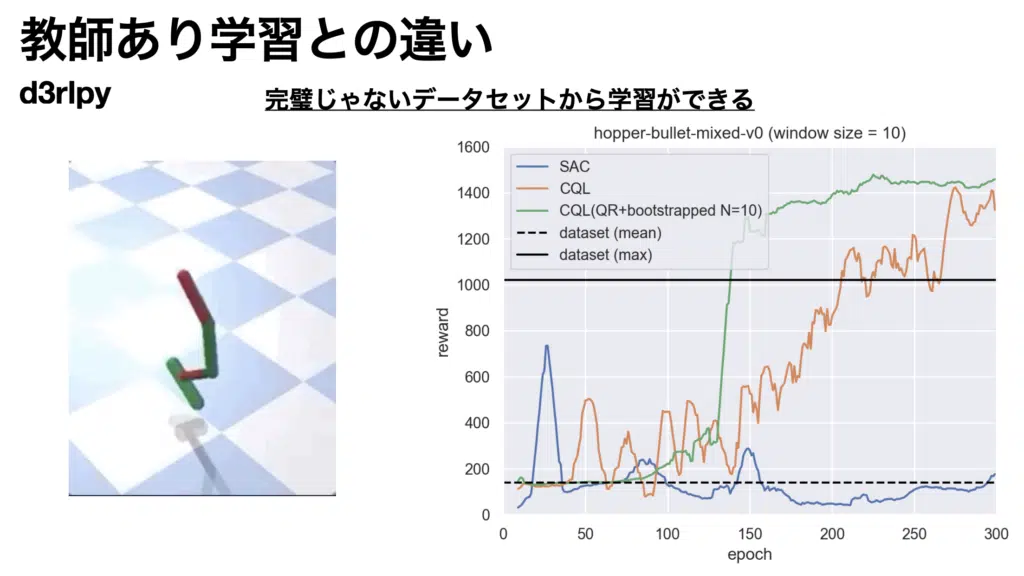 教師あり学習との違い
d3rlpy
完璧じゃないデータセットから学習ができる
hopper-bullet-mixed-v0 (window size = 10)
SAC
CQL
CQL(QR+bootstrapped N=10)
dataset (mean)
dataset (max)
reward
1600
1400
1200
1000
800
600
400
200
0
0 50 100 150 200 250 300
epoch